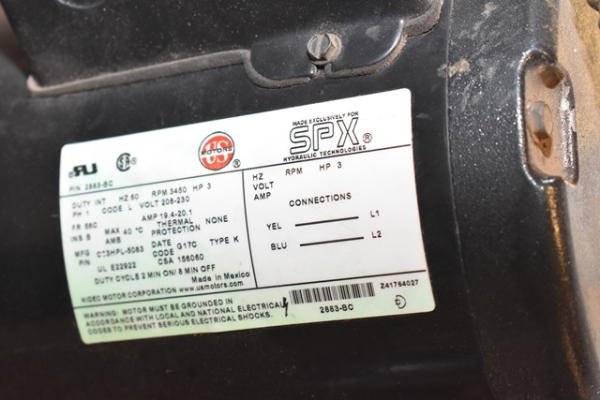 US
MOTORS
®
P/N 2883-BC
DUTY INT HZ 60 RPM 3450 HP 3
PH 1 CODE L VOLT 208-230
AMP 19.4-20.1
FR 56C THERMAL NONE
INS B MAX 40 °C PROTECTION
AMB
MFG CT3HPL-5083 DATE G17C TYPE K
P/N CODE
UL E22922 CSA 156060
DUTY CYCLE 2 MIN ON/ 8 MIN OFF
Made in Mexico
NIDEC MOTOR CORPORATION www.usmotors.com
WARNING: MOTOR MUST BE GROUNDED IN
ACCORDANCE WITH LOCAL AND NATIONAL ELECTRICAL
CODES TO PREVENT SERIOUS ELECTRICAL SHOCKS.
MADE EXCLUSIVELY FOR
SPX®
HYDRAULIC TECHNOLOGIES
HZ RPM HP 3
VOLT
AMP
CONNECTIONS
YEL L1
BLU L2
Z41764027
2883-BC